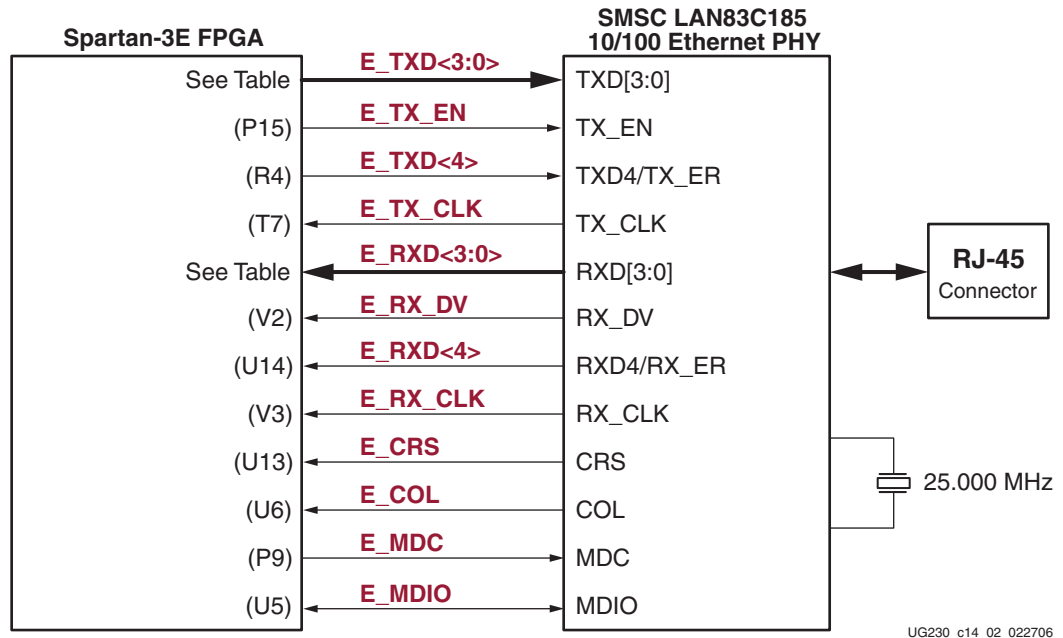 Spartan-3E FPGA
SMSC LAN83C185
10/100 Ethernet PHY
See Table E_TXD<3:0> TXD[3:0]
(P15) E_TX_EN TX_EN
(R4) E_TXD<4> TXD4/TX_ER
(T7) E_TX_CLK TX_CLK
See Table E_RXD<3:0> RXD[3:0]
(V2) E_RX_DV RX_DV
(U14) E_RXD<4> RXD4/RX_ER
(V3) E_RX_CLK RX_CLK
(U13) E_CRS CRS
(U6) E_COL COL
(P9) E_MDC MDC
(U5) E_MDIO MDIO
RJ-45
Connector
25.000 MHz
UG230_c14_02_022706